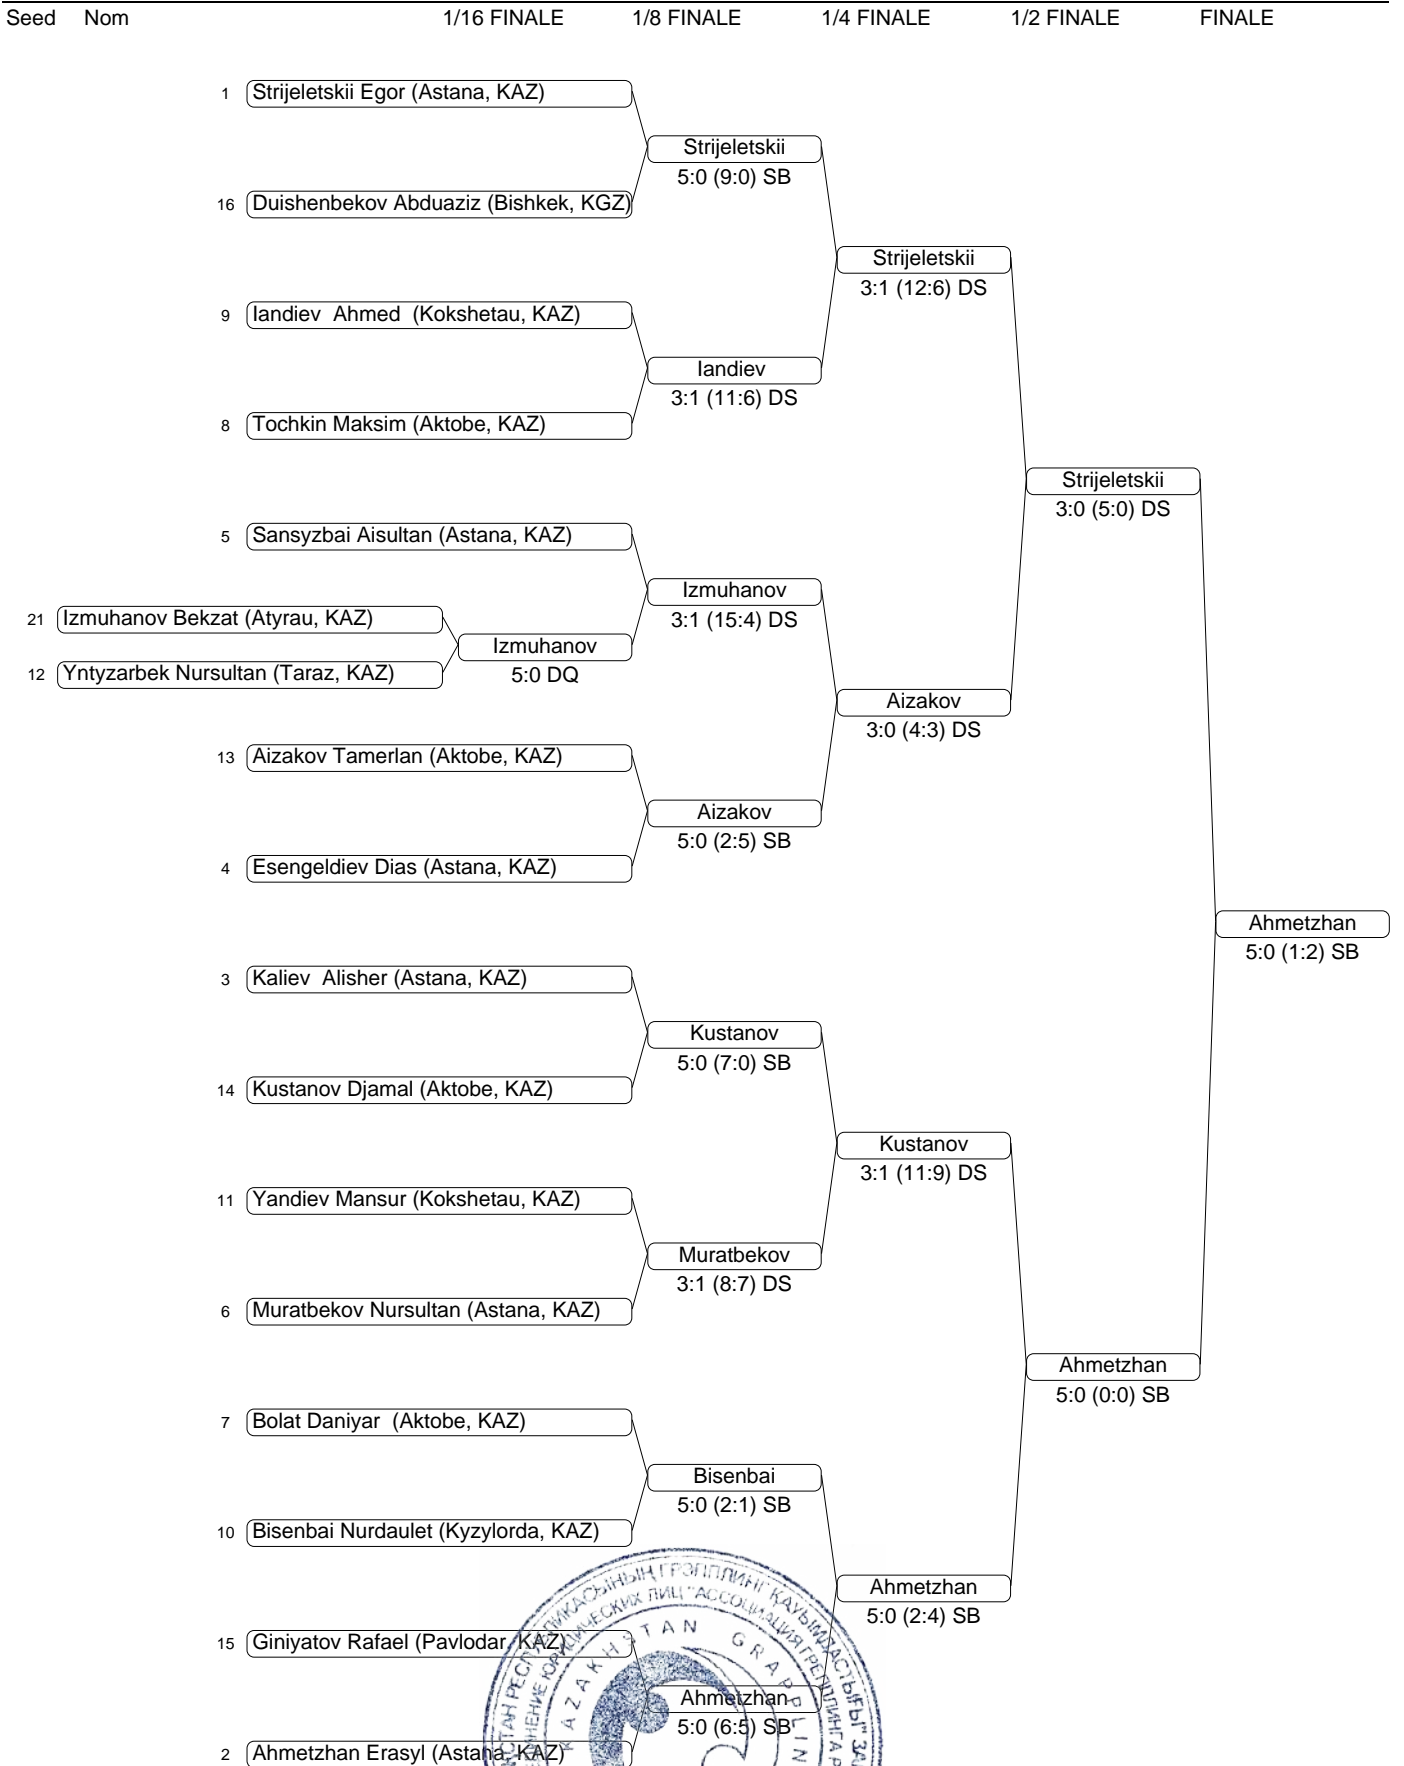 Seed Nom 1/16 FINALE 1/8 FINALE 1/4 FINALE 1/2 FINALE FINALE
1 Strijeletskii Egor (Astana, KAZ)
Strijeletskii
5:0 (9:0) SB
16 Duishenbekov Abduaziz (Bishkek, KGZ)
Strijeletskii
3:1 (12:6) DS
9 Iandiev Ahmed (Kokshetau, KAZ)
Iandiev
3:1 (11:6) DS
8 Tochkin Maksim (Aktobe, KAZ)
Strijeletskii
3:0 (5:0) DS
5 Sansyzbai Aisultan (Astana, KAZ)
Izmuhanov
3:1 (15:4) DS
21 Izmuhanov Bekzat (Atyrau, KAZ)
Izmuhanov
5:0 DQ
12 Yntyzarbek Nursultan (Taraz, KAZ)
Aizakov
3:0 (4:3) DS
13 Aizakov Tamerlan (Aktobe, KAZ)
Aizakov
5:0 (2:5) SB
4 Esengeldiev Dias (Astana, KAZ)
Ahmetzhan
5:0 (1:2) SB
3 Kaliev Alisher (Astana, KAZ)
Kustanov
5:0 (7:0) SB
14 Kustanov Djamal (Aktobe, KAZ)
Kustanov
3:1 (11:9) DS
11 Yandiev Mansur (Kokshetau, KAZ)
Muratbekov
3:1 (8:7) DS
6 Muratbekov Nursultan (Astana, KAZ)
Ahmetzhan
5:0 (0:0) SB
7 Bolat Daniyar (Aktobe, KAZ)
Bisenbai
5:0 (2:1) SB
10 Bisenbai Nurdaulet (Kyzylorda, KAZ)
Ahmetzhan
5:0 (2:4) SB
15 Giniyatov Rafael (Pavlodar, KAZ)
Ahmetzhan
5:0 (6:5) SB
2 Ahmetzhan Erasyl (Astana, KAZ)
ГРЭППЛИНГ
ЮРИДИЧЕСКИХ ЛИЦ "АССОЦИАЦИЯ
KAZAKHSTAN